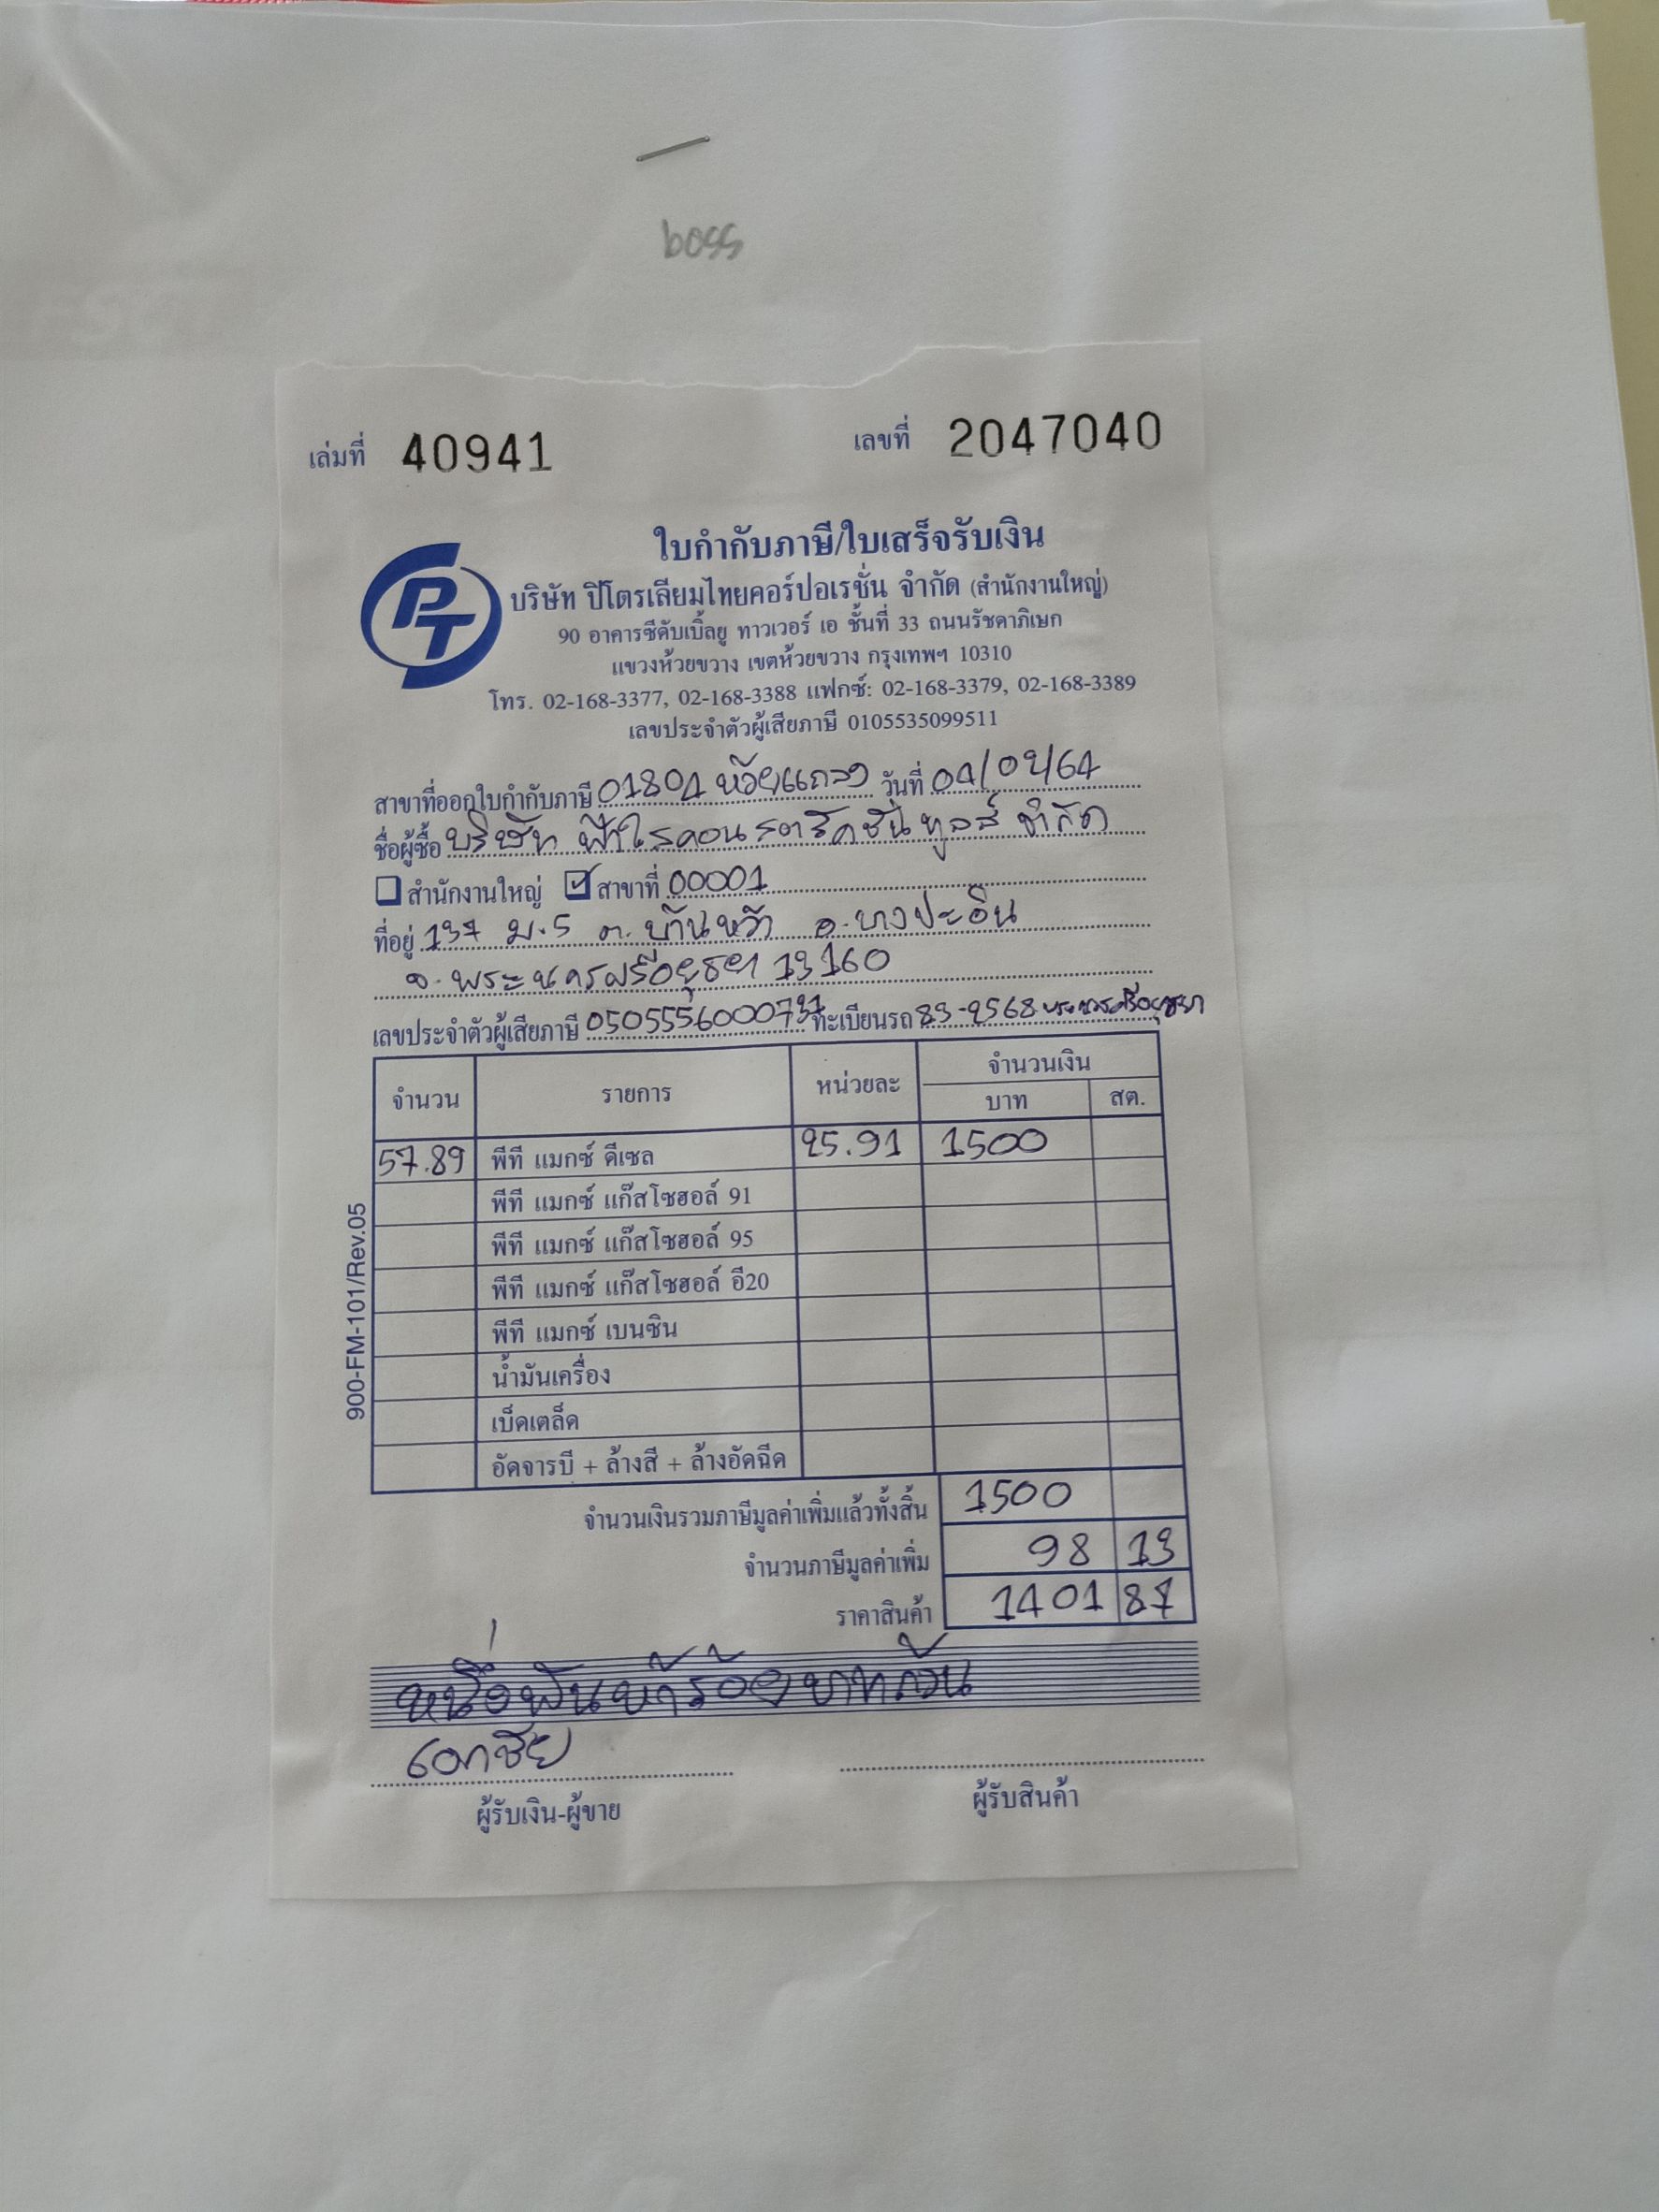 boss
เล่มที่ 40941 เลขที่ 2047040
ใบกำกับภาษี/ใบเสร็จรับเงิน
PT
บริษัท ปิโตรเลียมไทยคอร์ปอเรชั่น จำกัด (สำนักงานใหญ่)
90 อาคารซีดับเบิ้ลยู ทาวเวอร์ เอ ชั้นที่ 33 ถนนรัชดาภิเษก
แขวงห้วยขวาง เขตห้วยขวาง กรุงเทพฯ 10310
โทร. 02-168-3377, 02-168-3388 แฟกซ์: 02-168-3379, 02-168-3389
เลขประจำตัวผู้เสียภาษี 0105535099511
สาขาที่ออกใบกำกับภาษี 01804 ห้วยแถลง วันที่ 04/02/64
ชื่อผู้ซื้อ บริษัท ฟ้าใสคอนสตรัคชั่น ทูลส์ จำกัด
สำนักงานใหญ่ สาขาที่ 00001
ที่อยู่ 137 ม.5 ต.บ้านหว้า อ.บางปะอิน
จ.พระนครศรีอยุธยา 13160
เลขประจำตัวผู้เสียภาษี 0505556000737 ทะเบียนรถ 83-2568 พระนครศรีอยุธยา
จำนวน รายการ หน่วยละ จำนวนเงิน
บาท สต.
57.89 พีที แมกซ์ ดีเซล 25.91 1500
พีที แมกซ์ แก๊สโซฮอล์ 91
พีที แมกซ์ แก๊สโซฮอล์ 95
พีที แมกซ์ แก๊สโซฮอล์ อี20
พีที แมกซ์ เบนซิน
น้ำมันเครื่อง
เบ็ดเตล็ด
อัดจารบี + ล้างสี + ล้างอัดฉีด
จำนวนเงินรวมภาษีมูลค่าเพิ่มแล้วทั้งสิ้น 1500
จำนวนภาษีมูลค่าเพิ่ม 98 13
ราคาสินค้า 1401 87
หนึ่งพันห้าร้อยบาทถ้วน
เอกชัย
ผู้รับเงิน-ผู้ขาย ผู้รับสินค้า
900-FM-101/Rev.05